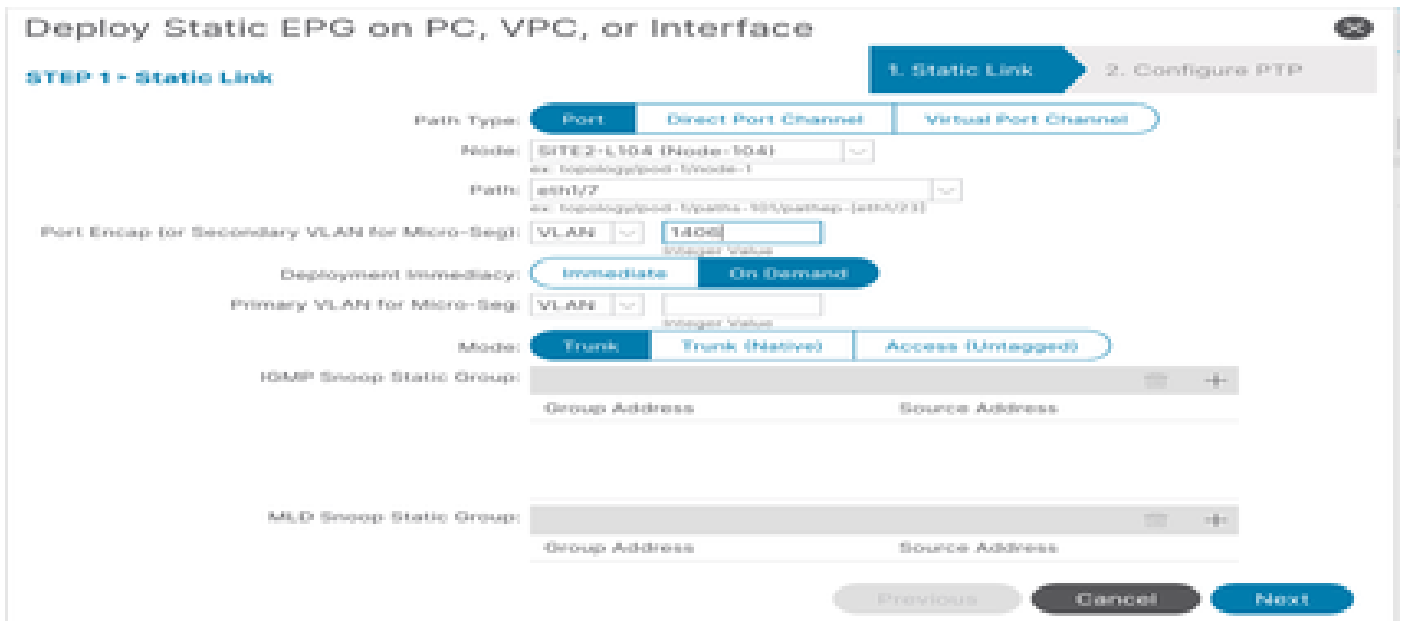 Deploy Static EPG on PC, VPC, or Interface
STEP 1 > Static Link
1. Static Link
2. Configure PTP
Path Type: Port Direct Port Channel Virtual Port Channel
Node: SITE2-L104 (Node-104)
ex: topology/pod-1/node-1
Path: eth1/7
ex: topology/pod-1/paths-101/pathep-[eth1/23]
Port Encap (or Secondary VLAN for Micro-Seg): VLAN 1406
Integer Value
Deployment Immediacy: Immediate On Demand
Primary VLAN for Micro-Seg: VLAN
Integer Value
Mode: Trunk Trunk (Native) Access (Untagged)
IGMP Snoop Static Group:
Group Address Source Address
MLD Snoop Static Group:
Group Address Source Address
Previous Cancel Next